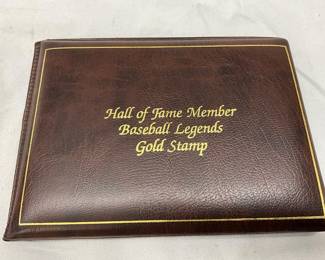 Hall of Fame Member
Baseball Legends
Gold Stamp